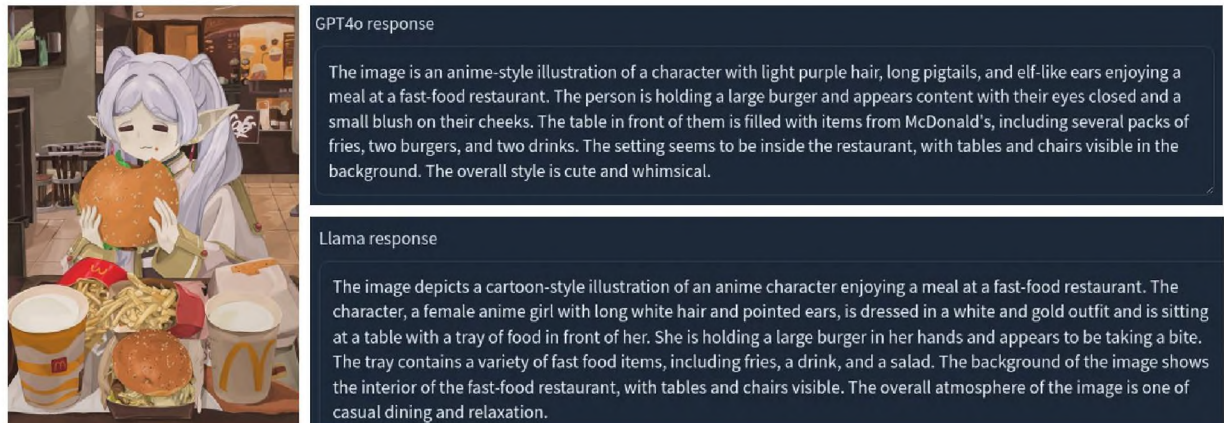 GPT4o response
The image is an anime-style illustration of a character with light purple hair, long pigtails, and elf-like ears enjoying a
meal at a fast-food restaurant. The person is holding a large burger and appears content with their eyes closed and a
small blush on their cheeks. The table in front of them is filled with items from McDonald's, including several packs of
fries, two burgers, and two drinks. The setting seems to be inside the restaurant, with tables and chairs visible in the
background. The overall style is cute and whimsical.
Llama response
The image depicts a cartoon-style illustration of an anime character enjoying a meal at a fast-food restaurant. The
character, a female anime girl with long white hair and pointed ears, is dressed in a white and gold outfit and is sitting
at a table with a tray of food in front of her. She is holding a large burger in her hands and appears to be taking a bite.
The tray contains a variety of fast food items, including fries, a drink, and a salad. The background of the image shows
the interior of the fast-food restaurant, with tables and chairs visible. The overall atmosphere of the image is one of
casual dining and relaxation.